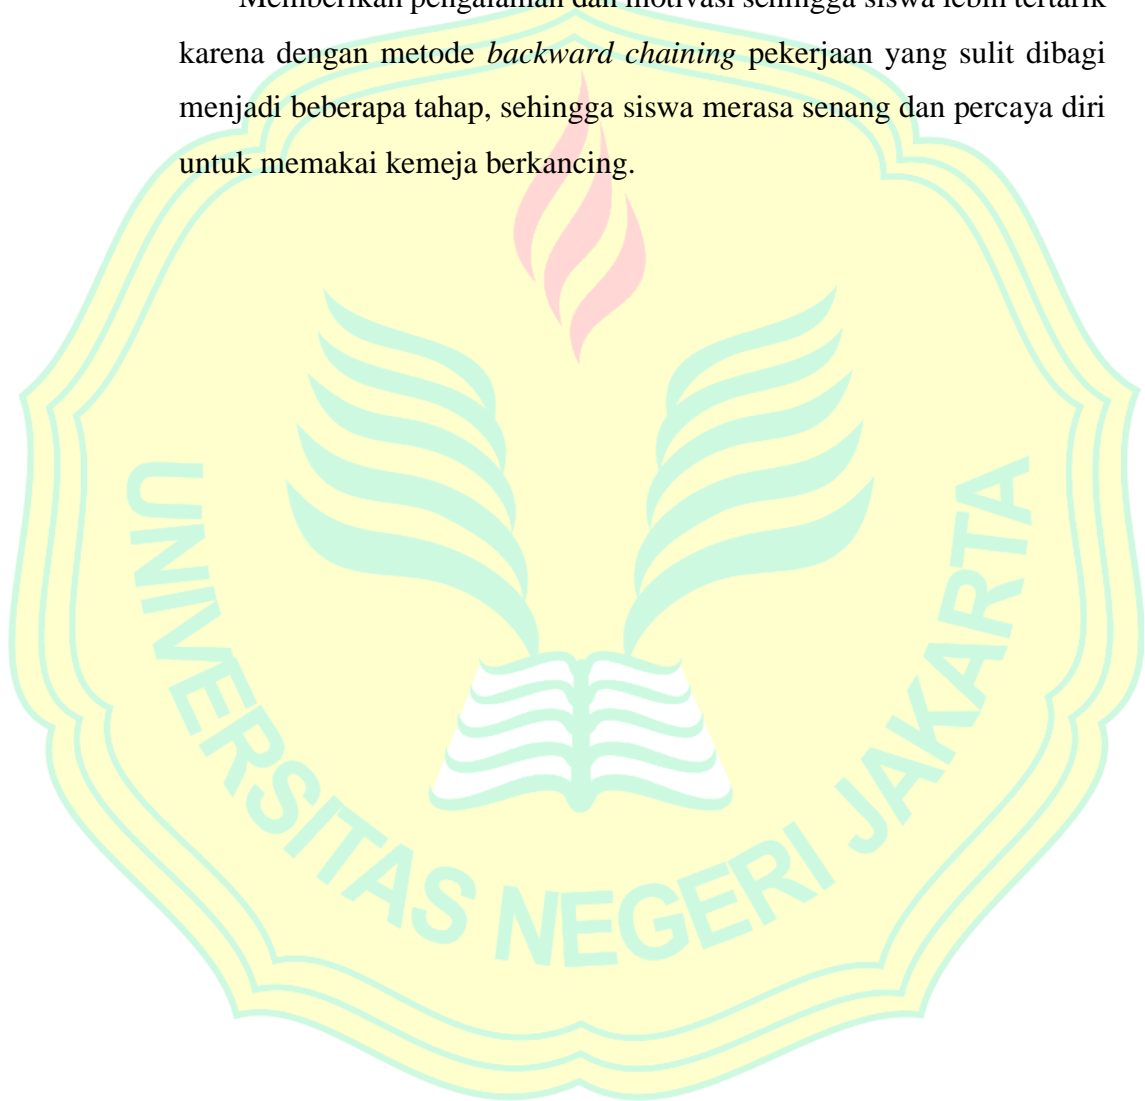 Memberikan pengalaman dan motivasi sehingga siswa lebih tertarik
karena dengan metode backward chaining pekerjaan yang sulit dibagi
menjadi beberapa tahap, sehingga siswa merasa senang dan percaya diri
untuk memakai kemeja berkancing.
UNIVERSITAS NEGERI JAKARTA